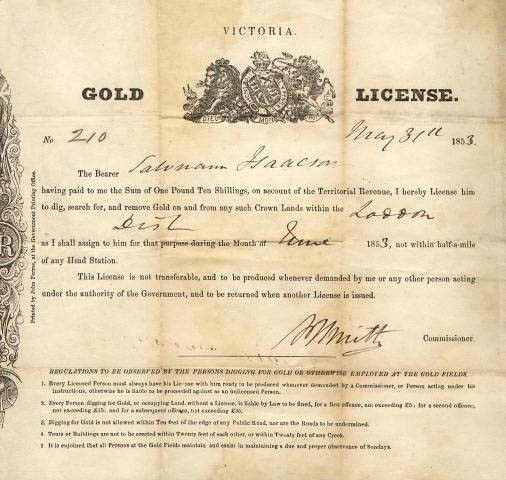 VICTORIA.
GOLD LICENSE.
DIEU ET MON DROIT
No. 210 May 31st 1853.
The Bearer Isaacson
having paid to me the Sum of One Pound Ten Shillings, on account of the Territorial Revenue, I hereby License him
to dig, search for, and remove Gold on and from any such Crown Lands within the Loddon
Dist
as I shall assign to him for that purpose during the Month of June 1853, not within half-a-mile
of any Head Station.
This License is not transferable, and to be produced whenever demanded by me or any other person acting
under the authority of the Government, and to be returned when another License is issued.
Commissioner.
REGULATIONS TO BE OBSERVED BY THE PERSONS DIGGING FOR GOLD OR OTHERWISE EMPLOYED AT THE GOLD FIELDS
1. Every Licensed Person must always have his License with him ready to be produced whenever demanded by a Commissioner, or Person acting under his
instructions, otherwise he is liable to be proceeded against as an unlicensed Person.
2. Every Person digging for Gold, or occupying Land, without a Licence, is liable by Law to be fined, for a first offence, not exceeding £5; for a second offence,
not exceeding £15; and for a subsequent offence, not exceeding £30.
3. Digging for Gold is not allowed within Ten feet of the edge of any Public Road, nor are the Roads to be undermined.
4. Tents or Buildings are not to be erected within Twenty feet of each other, or within Twenty feet of any Creek.
5. It is enjoined that all Persons at the Gold Fields maintain and assist in maintaining a due and proper observance of Sundays.
Printed by John Ferres, at the Government Printing Office.
R